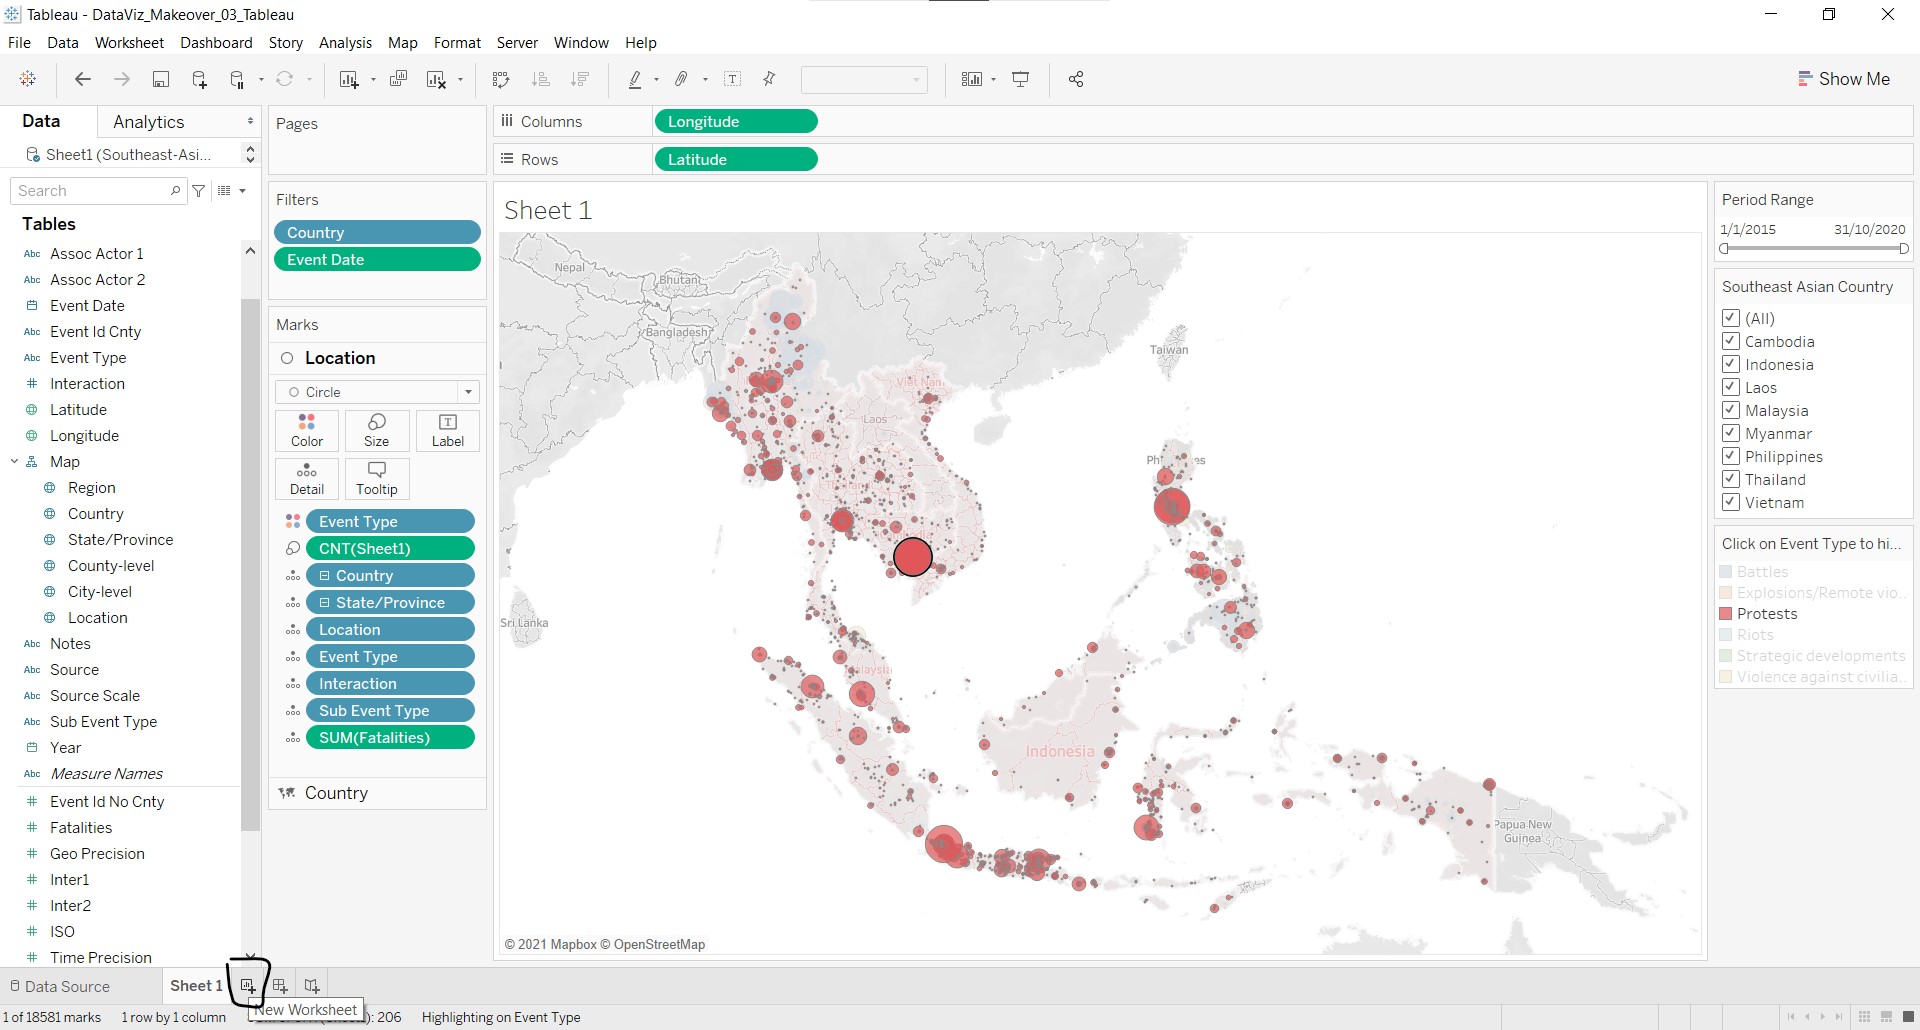 Tableau - DataViz_Makeover_03_Tableau
File Data Worksheet Dashboard Story Analysis Map Format Server Window Help
Show Me
Data
Analytics
Sheet1 (Southeast-Asi...
Search
Tables
Abc Assoc Actor 1
Abc Assoc Actor 2
Event Date
Abc Event Id Cnty
Abc Event Type
# Interaction
Latitude
Longitude
Map
Region
Country
State/Province
County-level
City-level
Location
Abc Notes
Abc Source
Abc Source Scale
Abc Sub Event Type
Year
Abc Measure Names
# Event Id No Cnty
# Fatalities
# Geo Precision
# Inter1
# Inter2
# ISO
# Time Precision
Pages
Filters
Country
Event Date
Marks
Location
Circle
Color
Size
Label
Detail
Tooltip
Event Type
CNT(Sheet1)
Country
State/Province
Location
Event Type
Interaction
Sub Event Type
SUM(Fatalities)
Country
Columns
Longitude
Rows
Latitude
Sheet 1
Nepal
Bhutan
Bangladesh
Taiwan
Viet Nam
Laos
Sri Lanka
Indonesia
Papua New
Guinea
© 2021 Mapbox © OpenStreetMap
Period Range
1/1/2015 31/10/2020
Southeast Asian Country
(All)
Cambodia
Indonesia
Laos
Malaysia
Myanmar
Philippines
Thailand
Vietnam
Click on Event Type to hi...
Battles
Explosions/Remote vio..
Protests
Riots
Strategic developments
Violence against civilia..
Data Source
Sheet 1
New Worksheet
1 of 18581 marks 1 row by 1 column : 206 Highlighting on Event Type